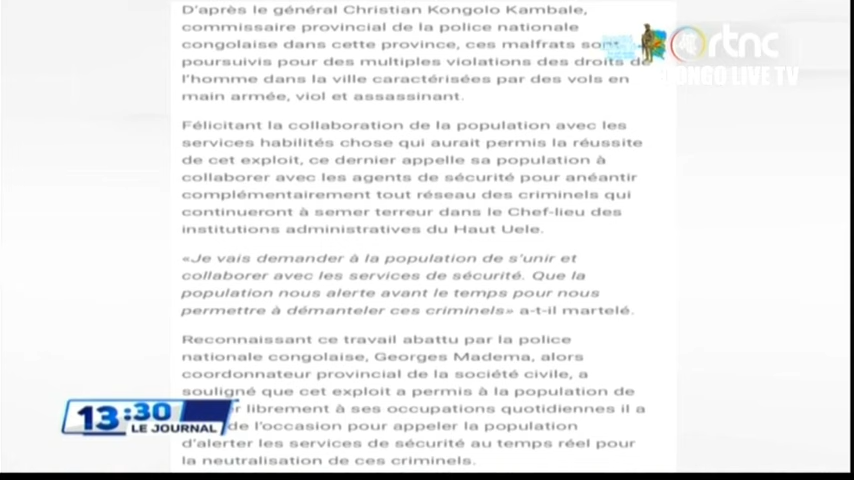 D'après le général Christian Kongolo Kambale,
commissaire provincial de la police nationale
congolaise dans cette province, ces malfrats sont
poursuivis pour des multiples violations des droits de
l'homme dans la ville caractérisées par des vols en
main armée, viol et assassinant.
Félicitant la collaboration de la population avec les
services habilités chose qui aurait permis la réussite
de cet exploit, ce dernier appelle sa population à
collaborer avec les agents de sécurité pour anéantir
complémentairement tout réseau des criminels qui
continueront à semer terreur dans le Chef-lieu des
institutions administratives du Haut Uele.
«Je vais demander à la population de s'unir et
collaborer avec les services de sécurité. Que la
population nous alerte avant le temps pour nous
permettre à démanteler ces criminels» a-t-il martelé.
Reconnaissant ce travail abattu par la police
nationale congolaise, Georges Madema, alors
coordonnateur provincial de la société civile, a
souligné que cet exploit a permis à la population de
librement à ses occupations quotidiennes il a
de l'occasion pour appeler la population
d'alerter les services de sécurité au temps réel pour
la neutralisation de ces criminels.
rtnc
CONGO LIVE TV
13:30
LE JOURNAL